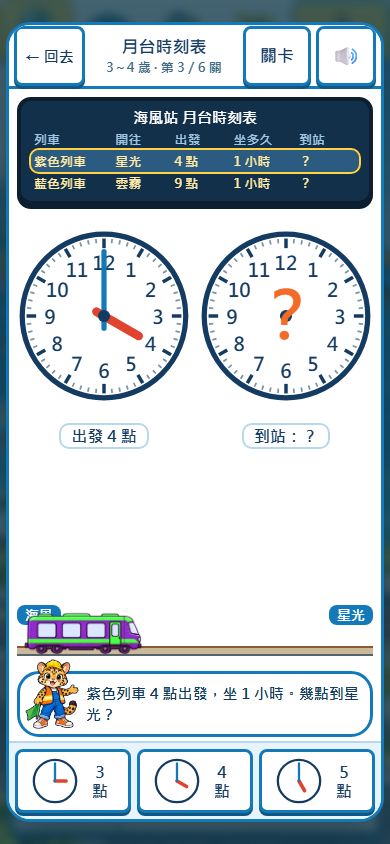 ← 回去
月台時刻表
3~4 歲 · 第 3 / 6 關
關卡
海風站 月台時刻表
列車 開往 出發 坐多久 到站
紫色列車 星光 4 點 1 小時 ?
藍色列車 雲霧 9 點 1 小時 ?
12
1
2
3
4
5
6
7
8
9
10
11
12
1
2
3
4
5
6
7
8
9
10
11
?
出發 4 點
到站：?
海風
星光
紫色列車 4 點出發，坐 1 小時。幾點到星
光？
3
點
4
點
5
點